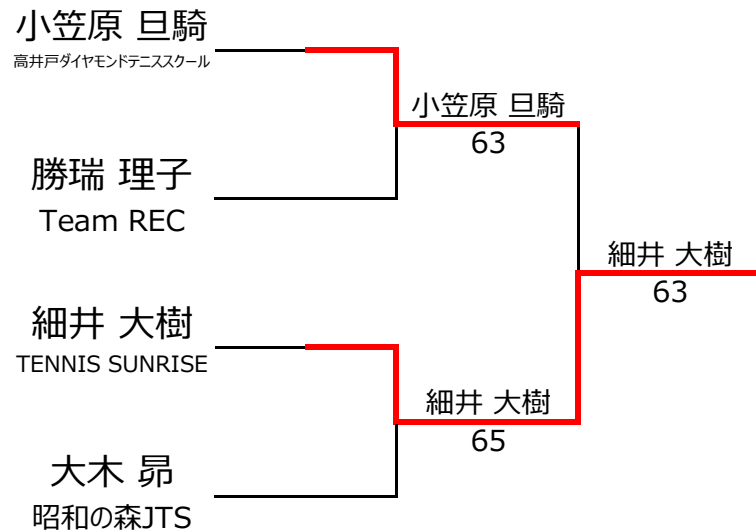 小笠原 旦騎
高井戸ダイヤモンドテニススクール
小笠原 旦騎
63
勝瑞 理子
Team REC
細井 大樹
63
細井 大樹
TENNIS SUNRISE
細井 大樹
65
大木 昴
昭和の森JTS